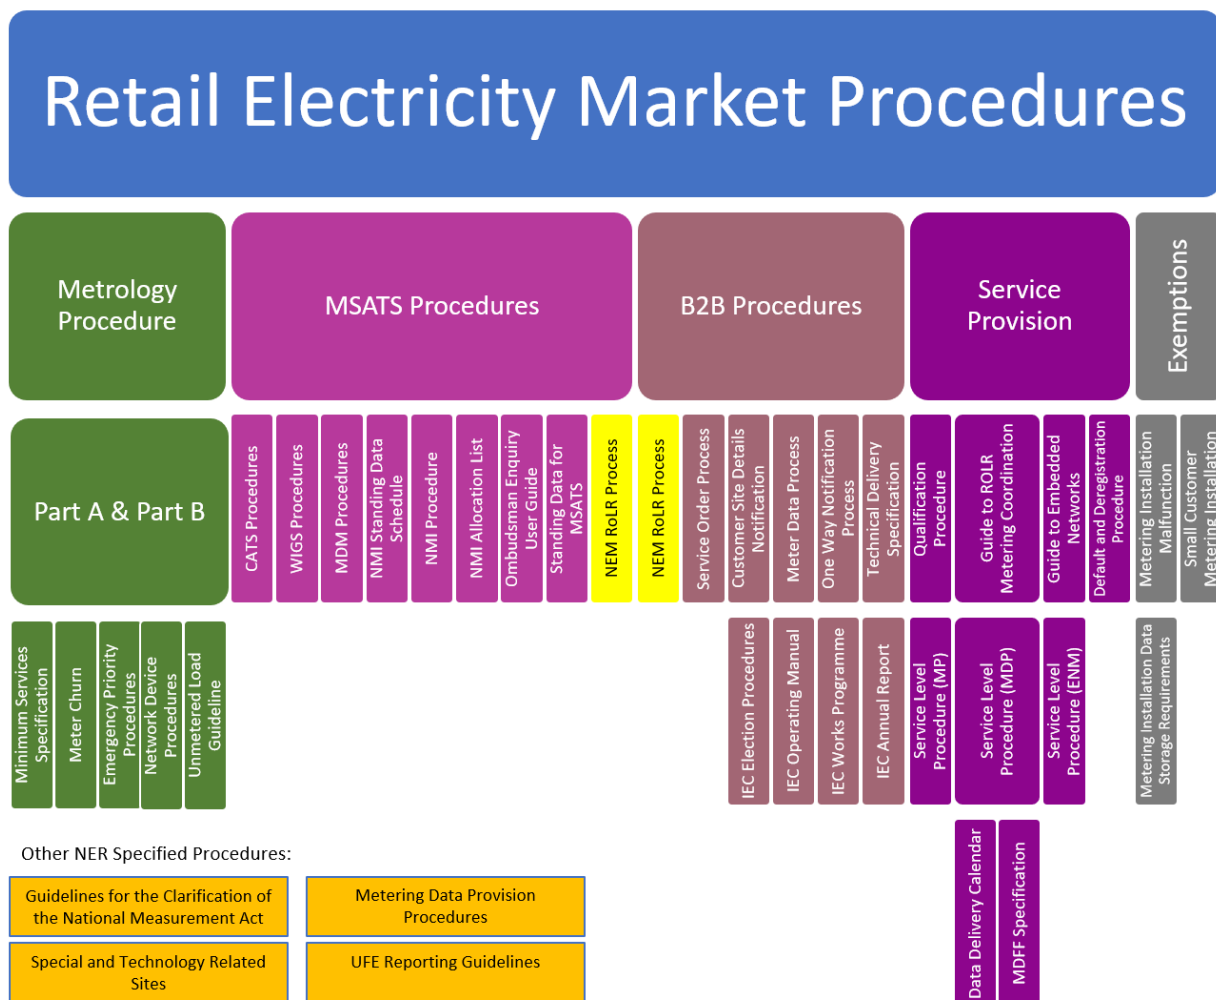 Retail Electricity Market Procedures
Metrology
Procedure
MSATS Procedures
B2B Procedures
Service
Provision
Exemptions
Part A & Part B
CATS Procedures
WIGS Procedures
MDM Procedures
NMI Standing Data
Schedule
NMI Procedure
NMI Allocation List
Ombudsman Enquiry
User Guide
Standing Data for
MSATS
NEM RoLR Process
NEM RoLR Process
Service Order Process
Customer Site Details
Notification
Meter Data Process
One Way Notification
Process
Technical Delivery
Specification
Qualification
Procedure
Guide to ROLR
Metering Coordination
Guide to Embedded
Networks
Default and Deregistration
Procedure
Metering Installation
Malfunction
Small Customer
Metering Installation
Minimum Services
Specification
Meter Churn
Emergency Priority
Procedures
Network Device
Procedures
Unmetered Load
Guideline
IEC Election Procedures
IEC Operating Manual
IEC Works Programme
IEC Annual Report
Service Level
Procedure (MP)
Service Level
Procedure (MDP)
Service Level
Procedure (ENM)
Metering Installation Data
Storage Requirements
Data Delivery Calendar
MDFF Specification
Other NER Specified Procedures:
Guidelines for the Clarification of
the National Measurement Act
Metering Data Provision
Procedures
Special and Technology Related
Sites
UFE Reporting Guidelines